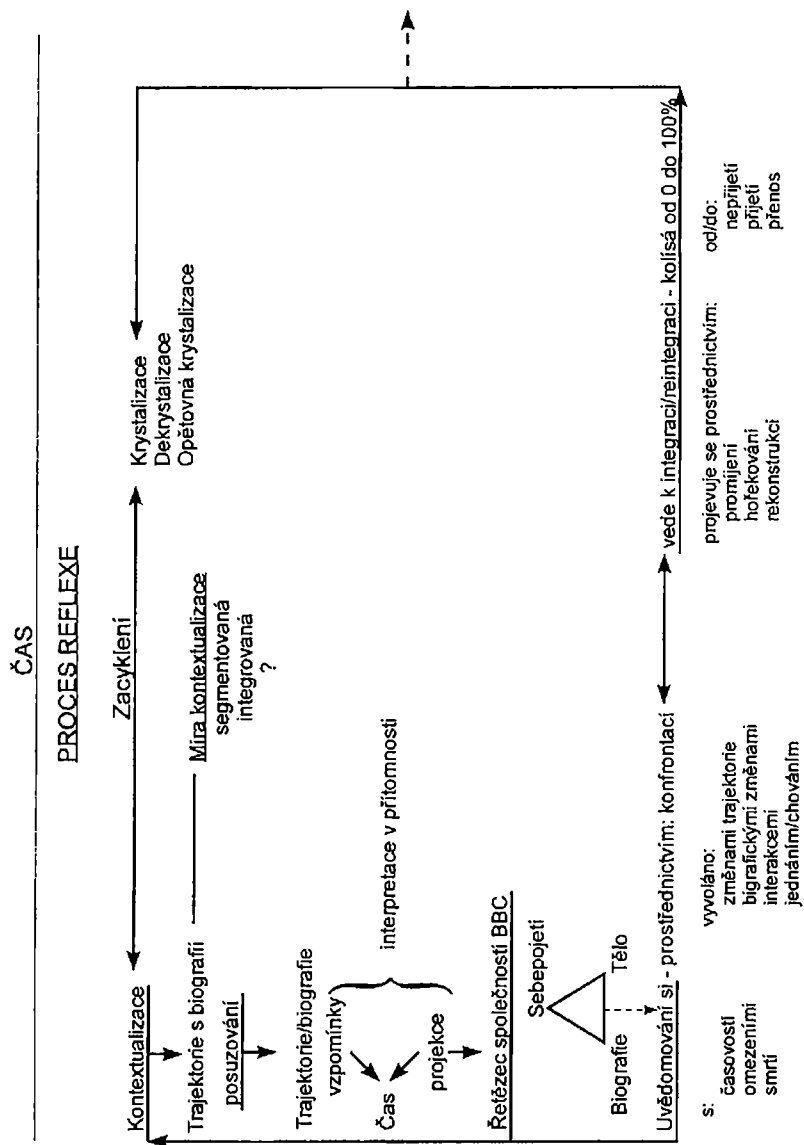 ČAS
PROCES REFLEXE
Zacyklení
Kontextualizace
Krystalizace
Dekrystalizace
Opětovná krystalizace
Trajektorie s biografií
posuzování
Míra kontextualizace
segmentovaná
integrovaná
?
Trajektorie/biografie
vzpomínky
Čas
projekce
interpretace v přítomnosti
Řetězec společnosti BBC
Sebepojetí
Biografie
Tělo
Uvědomování si - prostřednictvím: konfrontací
vede k integraci/reintegraci - kolísá od 0 do 100%
s:
časovostí
omezeními
smrtí
vyvoláno:
změnami trajektorie
bigrafickými změnami
interakcemi
jednáním/chováním
projevuje se prostřednictvím:
promíjení
hořekování
rekonstrukcí
od/do:
nepřijetí
přijetí
přenos